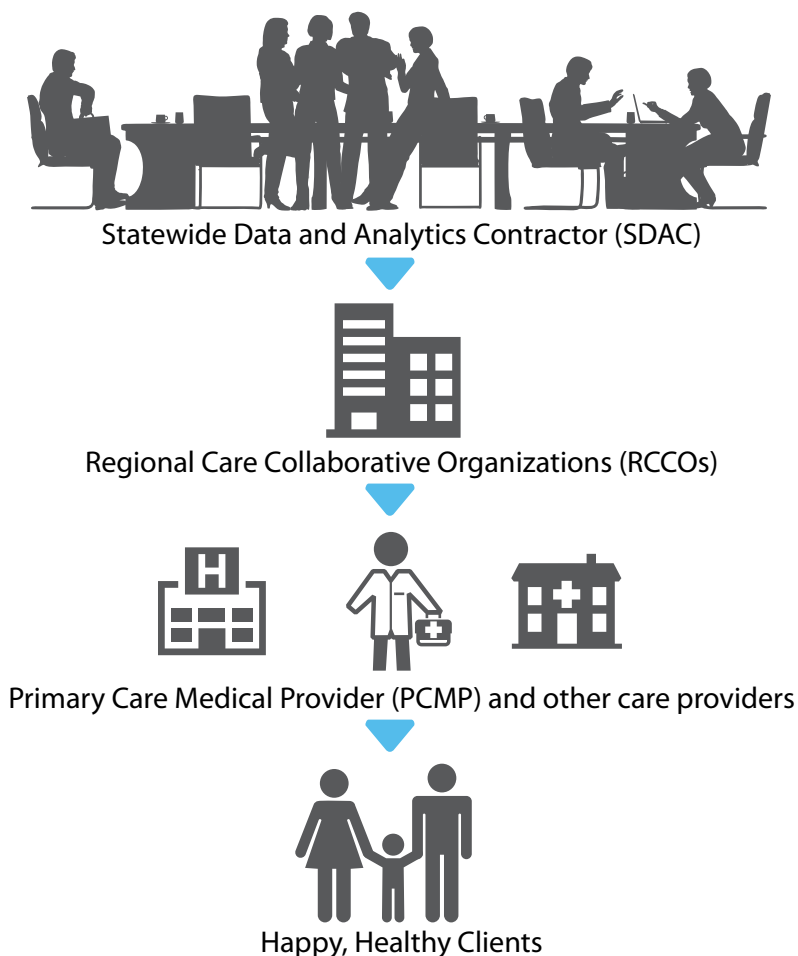 Statewide Data and Analytics Contractor (SDAC)
Regional Care Collaborative Organizations (RCCOs)
H
Primary Care Medical Provider (PCMP) and other care providers
Happy, Healthy Clients